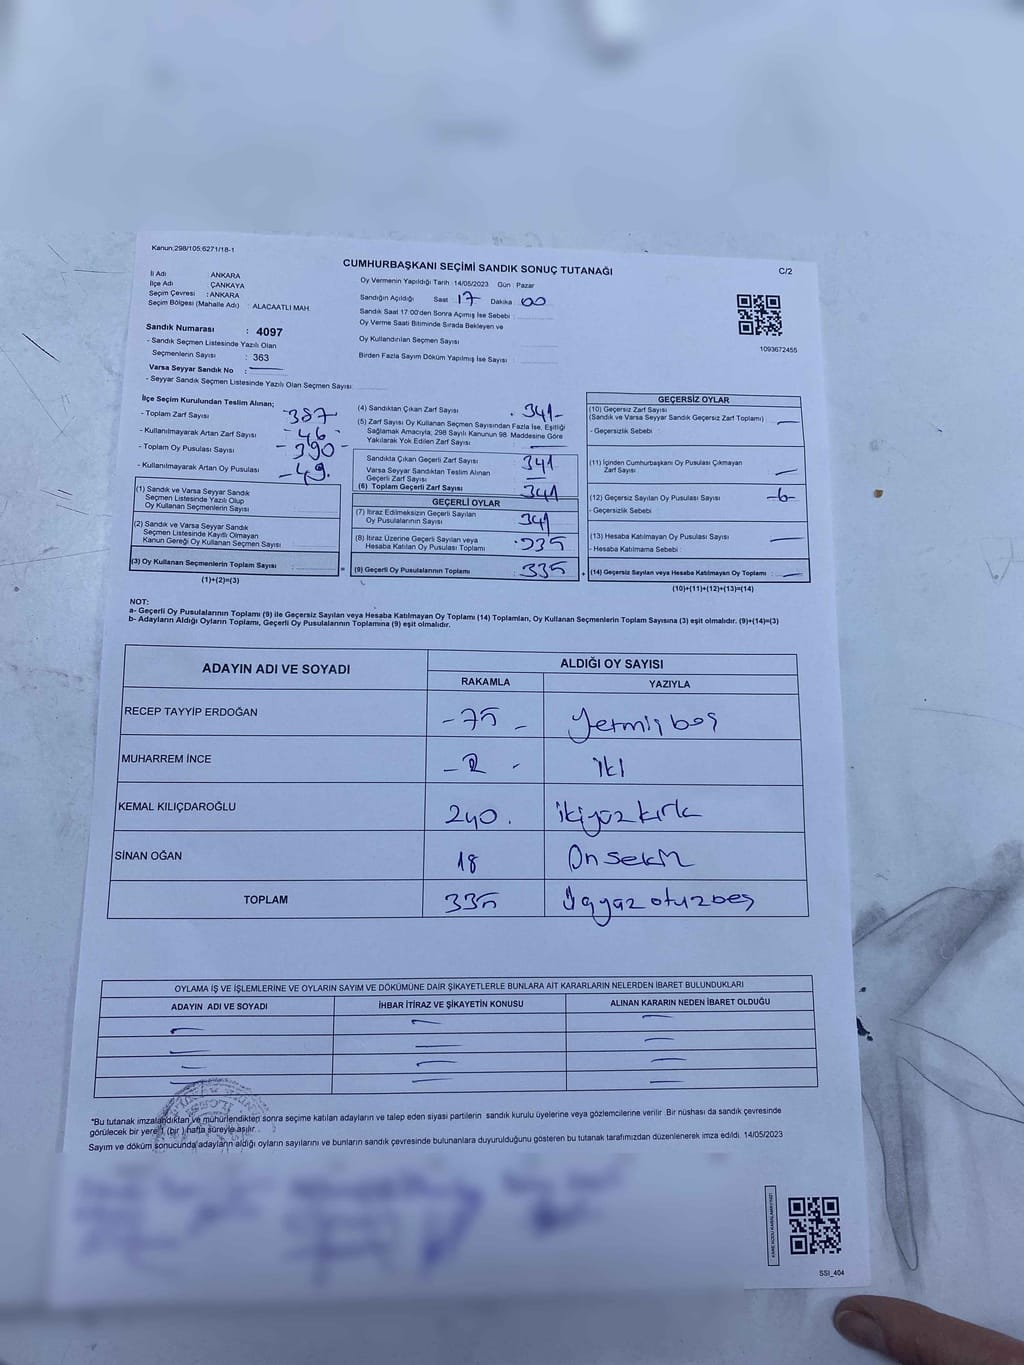 Kanun:298/105;6271/18-1
CUMHURBAŞKANI SEÇİMİ SANDIK SONUÇ TUTANAĞI
C/2
İl Adı : ANKARA
İlçe Adı : ÇANKAYA
Seçim Çevresi : ANKARA
Seçim Bölgesi (Mahalle Adı) : ALACAATLI MAH
Sandık Numarası : 4097
- Sandık Seçmen Listesinde Yazılı Olan
Seçmenlerin Sayısı : 363
Varsa Seyyar Sandık No :
- Seyyar Sandık Seçmen Listesinde Yazılı Olan Seçmen Sayısı:
Oy Vermenin Yapıldığı Tarih: 14/05/2023 Gün : Pazar
Sandığın Açıldığı Saat : 17 Dakika : 00
Sandık Saat 17:00'den Sonra Açımış İse Sebebi :
Oy Verme Saati Bitiminde Sırada Bekleyen ve
Oy Kullandırılan Seçmen Sayısı
Birden Fazla Sayım Döküm Yapılmış İse Sayısı :
1093672455
İlçe Seçim Kurulundan Teslim Alınan;
- Toplam Zarf Sayısı : 387
- Kullanılmayarak Artan Zarf Sayısı : 46
- Toplam Oy Pusulası Sayısı : 390 -
- Kullanılmayarak Artan Oy Pusulası : 49.
(1) Sandık ve Varsa Seyyar Sandık
Seçmen Listesinde Yazılı Olup
Oy Kullanan Seçmenlerin Sayısı :
(2) Sandık ve Varsa Seyyar Sandık
Seçmen Listesinde Kayıtlı Olmayan
Kanun Gereği Oy Kullanan Seçmen Sayısı :
(3) Oy Kullanan Seçmenlerin Toplam Sayısı :
(1)+(2)=(3)
(4) Sandıktan Çıkan Zarf Sayısı : 341-
(5) Zarf Sayısı Oy Kullanan Seçmen Sayısından Fazla İse, Eşitliği
Sağlamak Amacıyla; 298 Sayılı Kanunun 98. Maddesine Göre
Yakılarak Yok Edilen Zarf Sayısı :
Sandıkta Çıkan Geçerli Zarf Sayısı : 341
Varsa Seyyar Sandıktan Teslim Alınan
Geçerli Zarf Sayısı : —
(6) Toplam Geçerli Zarf Sayısı : 341
GEÇERLİ OYLAR
(7) İtiraz Edilmeksizin Geçerli Sayılan
Oy Pusulalarının Sayısı : 341
(8) İtiraz Üzerine Geçerli Sayılan veya
Hesaba Katılan Oy Pusulası Toplamı : 335
(9) Geçerli Oy Pusulalarının Toplamı : 335
=
+
GEÇERSİZ OYLAR
(10) Geçersiz Zarf Sayısı
(Sandık ve Varsa Seyyar Sandık Geçersiz Zarf Toplamı) : —
- Geçersizlik Sebebi :
(11) İçinden Cumhurbaşkanı Oy Pusulası Çıkmayan
Zarf Sayısı : —
(12) Geçersiz Sayılan Oy Pusulası Sayısı : -6-
- Geçersizlik Sebebi :
(13) Hesaba Katılmayan Oy Pusulası Sayısı : —
- Hesaba Katılmama Sebebi :
(14) Geçersiz Sayılan veya Hesaba Katılmayan Oy Toplamı : —
(10)+(11)+(12)+(13)=(14)
NOT:
a- Geçerli Oy Pusulalarının Toplamı (9) ile Geçersiz Sayılan veya Hesaba Katılmayan Oy Toplamı (14) Toplamları, Oy Kullanan Seçmenlerin Toplam Sayısına (3) eşit olmalıdır. (9)+(14)=(3)
b- Adayların Aldığı Oyların Toplamı, Geçerli Oy Pusulalarının Toplamına (9) eşit olmalıdır.
ADAYIN ADI VE SOYADI
ALDIĞI OY SAYISI
RAKAMLA
YAZIYLA
RECEP TAYYİP ERDOĞAN - 75 - Yetmiş beş
MUHARREM İNCE - 2 - iki
KEMAL KILIÇDAROĞLU 240. ikiyüz kırk
SİNAN OĞAN 18 On sekiz
TOPLAM 335 Üçyüz otuz beş
OYLAMA İŞ VE İŞLEMLERİNE VE OYLARIN SAYIM VE DÖKÜMÜNE DAİR ŞİKAYETLERLE BUNLARA AİT KARARLARIN NELERDEN İBARET BULUNDUKLARI
ADAYIN ADI VE SOYADI
İHBAR İTİRAZ VE ŞİKAYETİN KONUSU
ALINAN KARARIN NEDEN İBARET OLDUĞU
*Bu tutanak imzalandıktan ve mühürlendikten sonra seçime katılan adayların ve talep eden siyasi partilerin sandık kurulu üyelerine veya gözlemcilerine verilir. Bir nüshası da sandık çevresinde
görülecek bir yere 1 (bir ) hafta süreyle asılır.
Sayım ve döküm sonucunda adayların aldığı oyların sayılarını ve bunların sandık çevresinde bulunanlara duyurulduğunu gösteren bu tutanak tarafımızdan düzenlenerek imza edildi. 14/05/2023
SSI_404